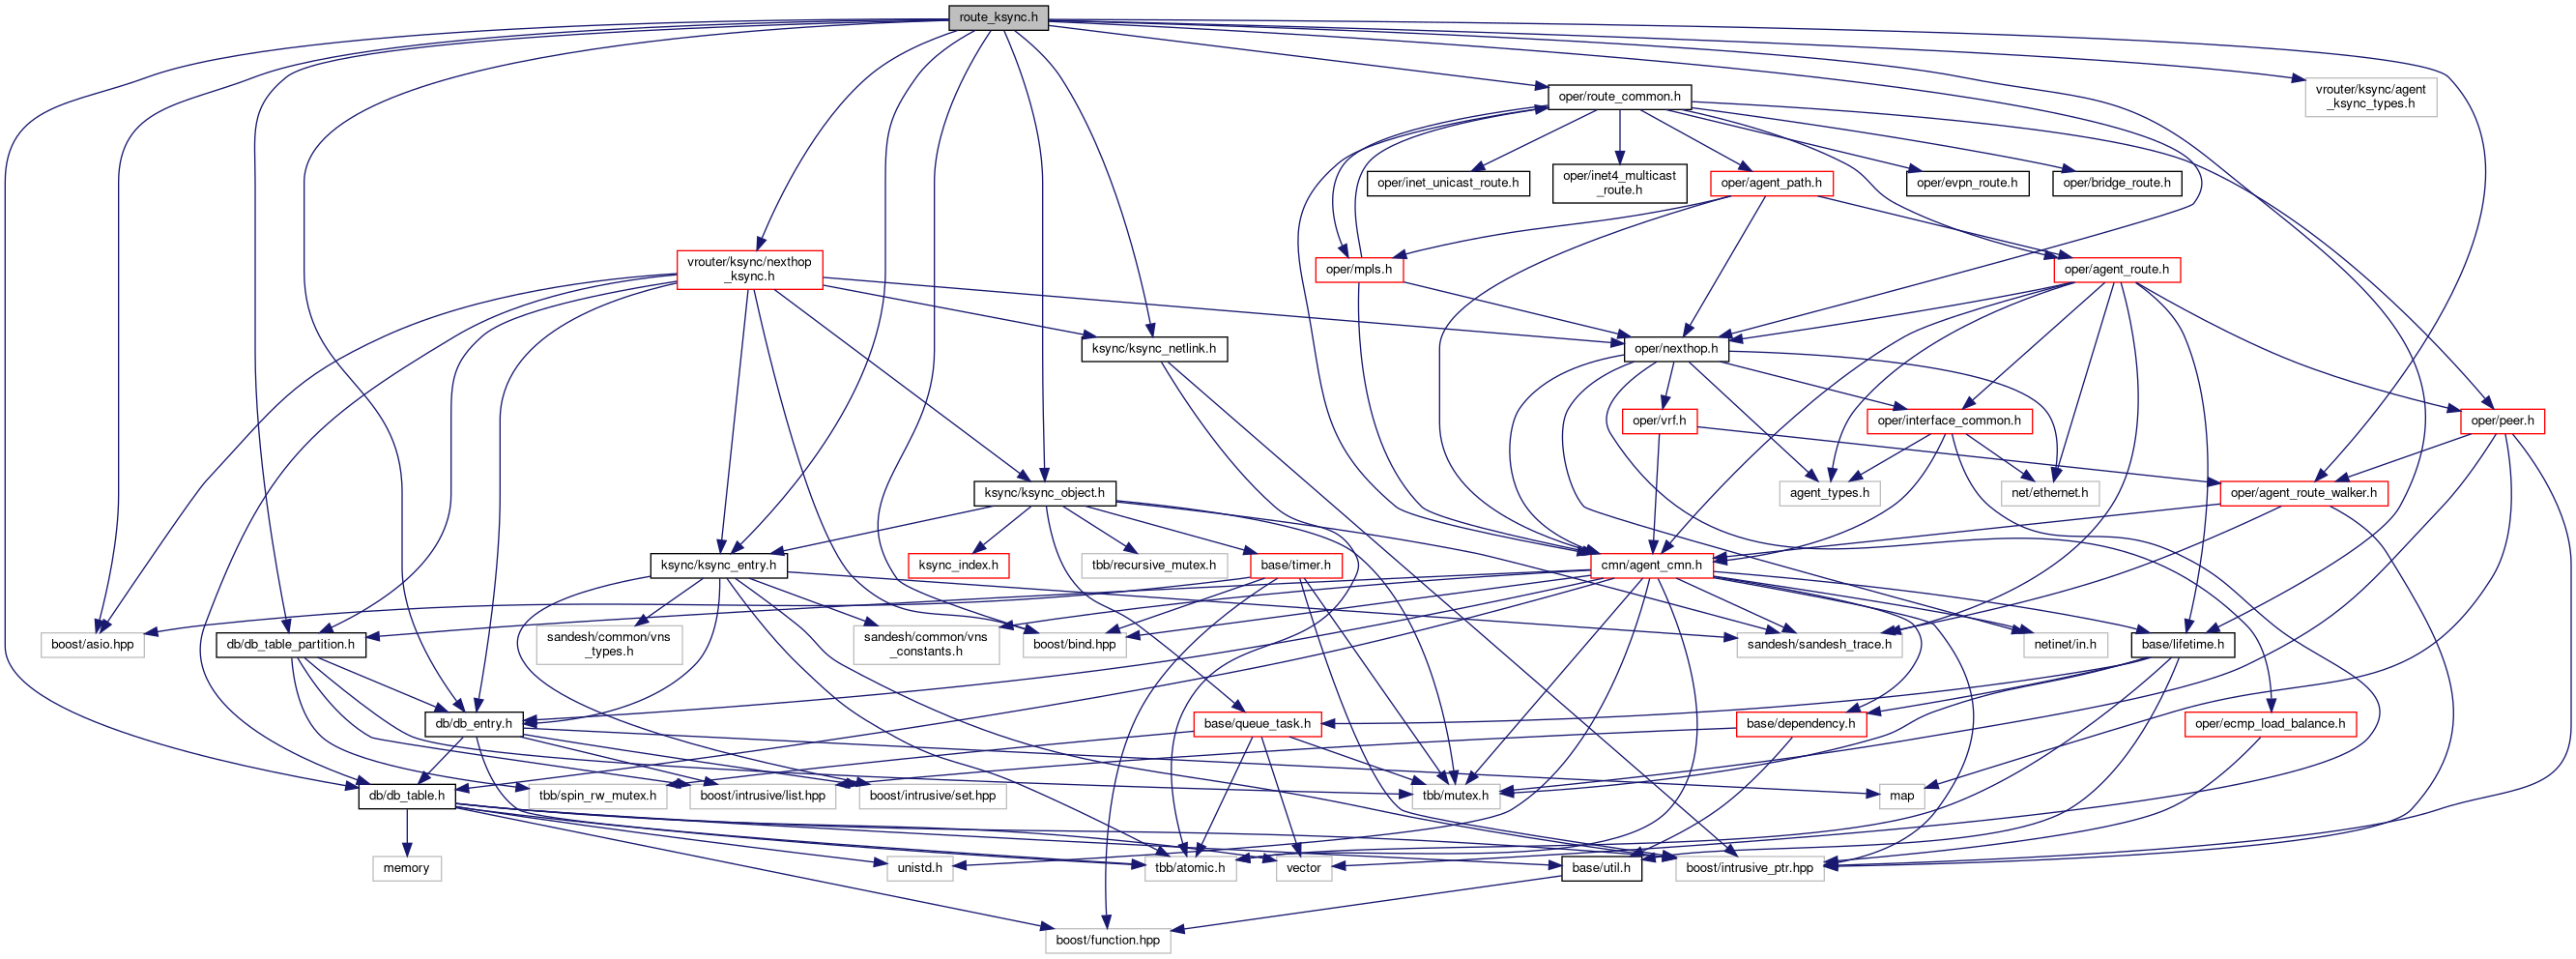 route_ksync.h
vrouter/ksync/agent
_ksync_types.h
oper/route_common.h
oper/inet_unicast_route.h
oper/inet4_multicast
_route.h
oper/agent_path.h
oper/evpn_route.h
oper/bridge_route.h
vrouter/ksync/nexthop
_ksync.h
oper/mpls.h
oper/agent_route.h
ksync/ksync_netlink.h
oper/nexthop.h
oper/vrf.h
oper/interface_common.h
oper/peer.h
ksync/ksync_object.h
agent_types.h
net/ethernet.h
oper/agent_route_walker.h
ksync/ksync_entry.h
ksync_index.h
tbb/recursive_mutex.h
base/timer.h
cmn/agent_cmn.h
boost/asio.hpp
db/db_table_partition.h
sandesh/common/vns
_types.h
sandesh/common/vns
_constants.h
boost/bind.hpp
sandesh/sandesh_trace.h
netinet/in.h
base/lifetime.h
db/db_entry.h
base/queue_task.h
base/dependency.h
oper/ecmp_load_balance.h
db/db_table.h
tbb/spin_rw_mutex.h
boost/intrusive/list.hpp
boost/intrusive/set.hpp
tbb/mutex.h
map
memory
unistd.h
tbb/atomic.h
vector
base/util.h
boost/intrusive_ptr.hpp
boost/function.hpp